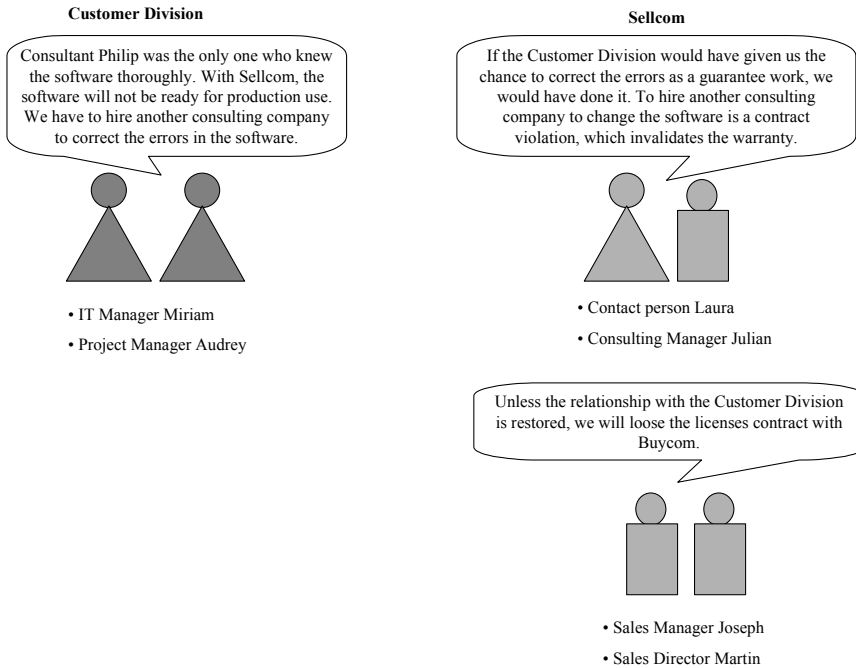 Customer Division
Consultant Philip was the only one who knew
the software thoroughly. With Sellcom, the
software will not be ready for production use.
We have to hire another consulting company
to correct the errors in the software.
• IT Manager Miriam
• Project Manager Audrey
Sellcom
If the Customer Division would have given us the
chance to correct the errors as a guarantee work, we
would have done it. To hire another consulting
company to change the software is a contract
violation, which invalidates the warranty.
• Contact person Laura
• Consulting Manager Julian
Unless the relationship with the Customer Division
is restored, we will loose the licenses contract with
Buycom.
• Sales Manager Joseph
• Sales Director Martin